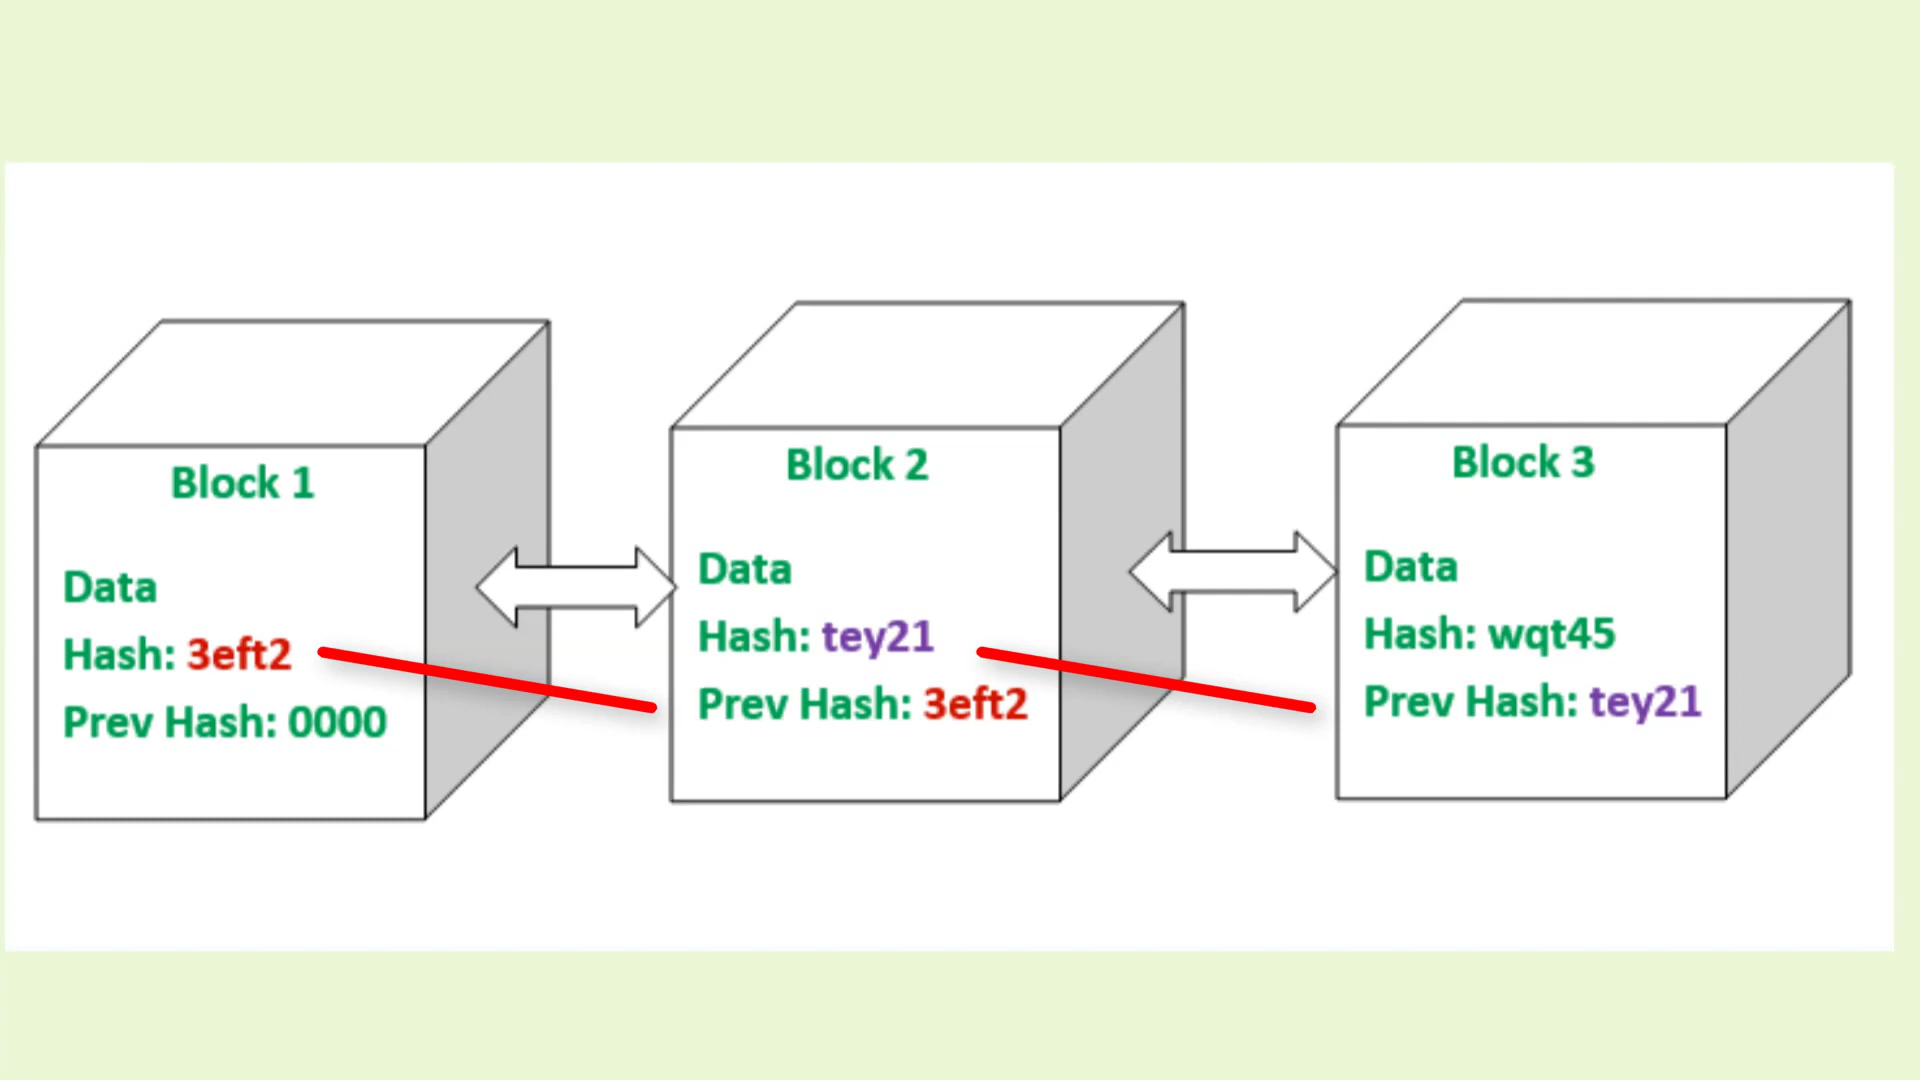 Block 1
Data
Hash: 3eft2
Prev Hash: 0000
Block 2
Data
Hash: tey21
Prev Hash: 3eft2
Block 3
Data
Hash: wqt45
Prev Hash: tey21